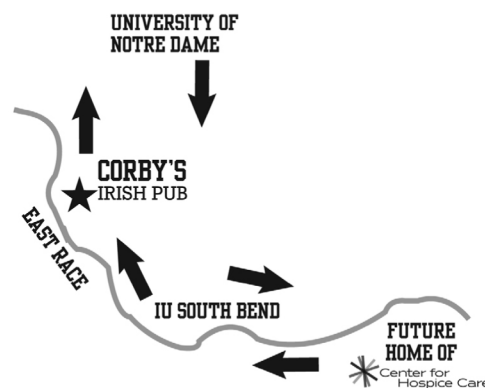 UNIVERSITY OF
NOTRE DAME
CORBY'S
IRISH PUB
EAST RACE
IU SOUTH BEND
FUTURE
HOME OF
Center for
Hospice Care